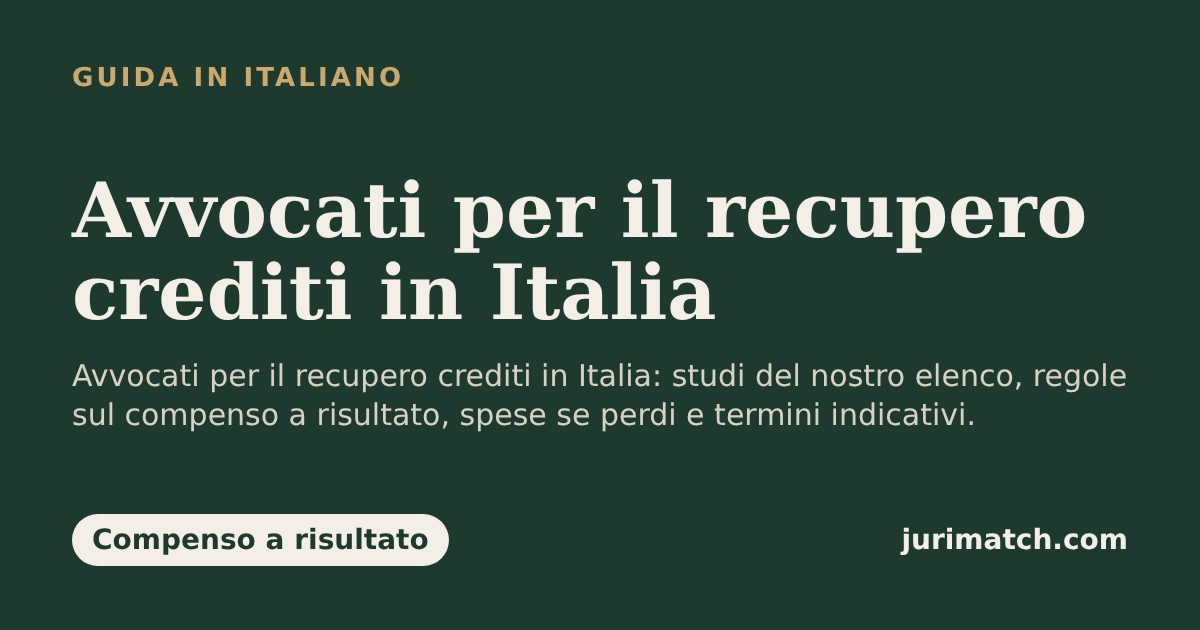 GUIDA IN ITALIANO
Avvocati per il recupero
crediti in Italia
Avvocati per il recupero crediti in Italia: studi del nostro elenco, regole
sul compenso a risultato, spese se perdi e termini indicativi.
Compenso a risultato
jurimatch.com